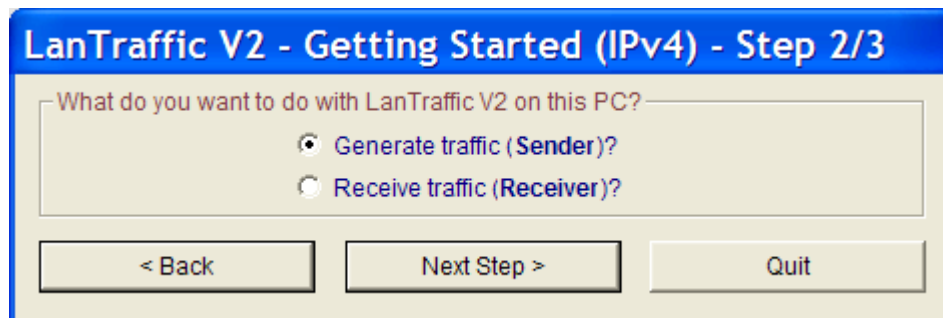 LanTraffic V2 - Getting Started (IPv4) - Step 2/3
What do you want to do with LanTraffic V2 on this PC?
Generate traffic (Sender)?
Receive traffic (Receiver)?
< Back Next Step > Quit